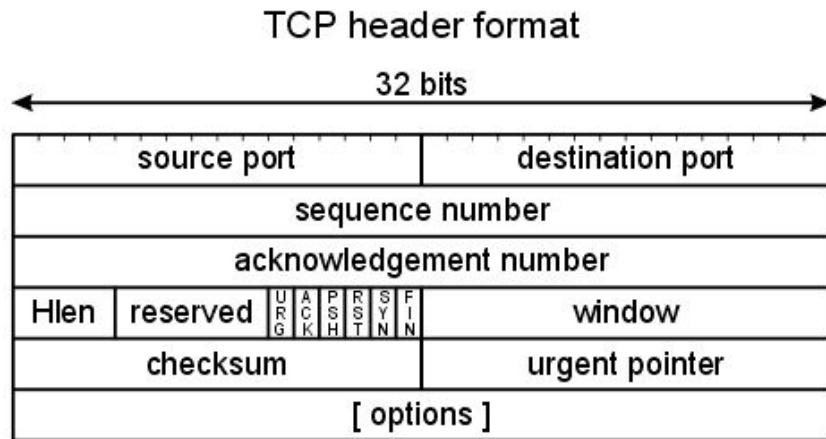 TCP header format
32 bits
source port destination port
sequence number
acknowledgement number
Hlen reserved URG ACK PSH RST SYN FIN window
checksum urgent pointer
[ options ]